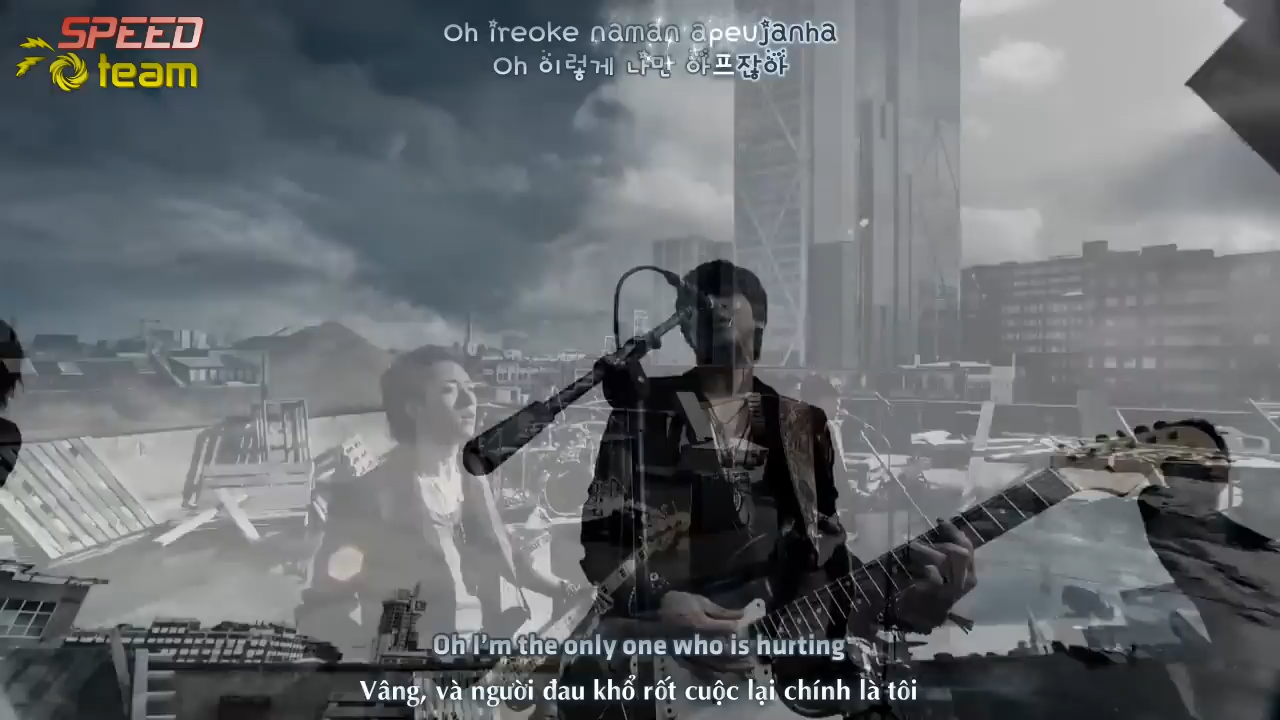 SPEED
team
Oh ireoke naman apeujanha
Oh 이렇게 나만 아프잖아
Oh I'm the only one who is hurting
Vâng, và người đau khổ rốt cuộc lại chính là tôi